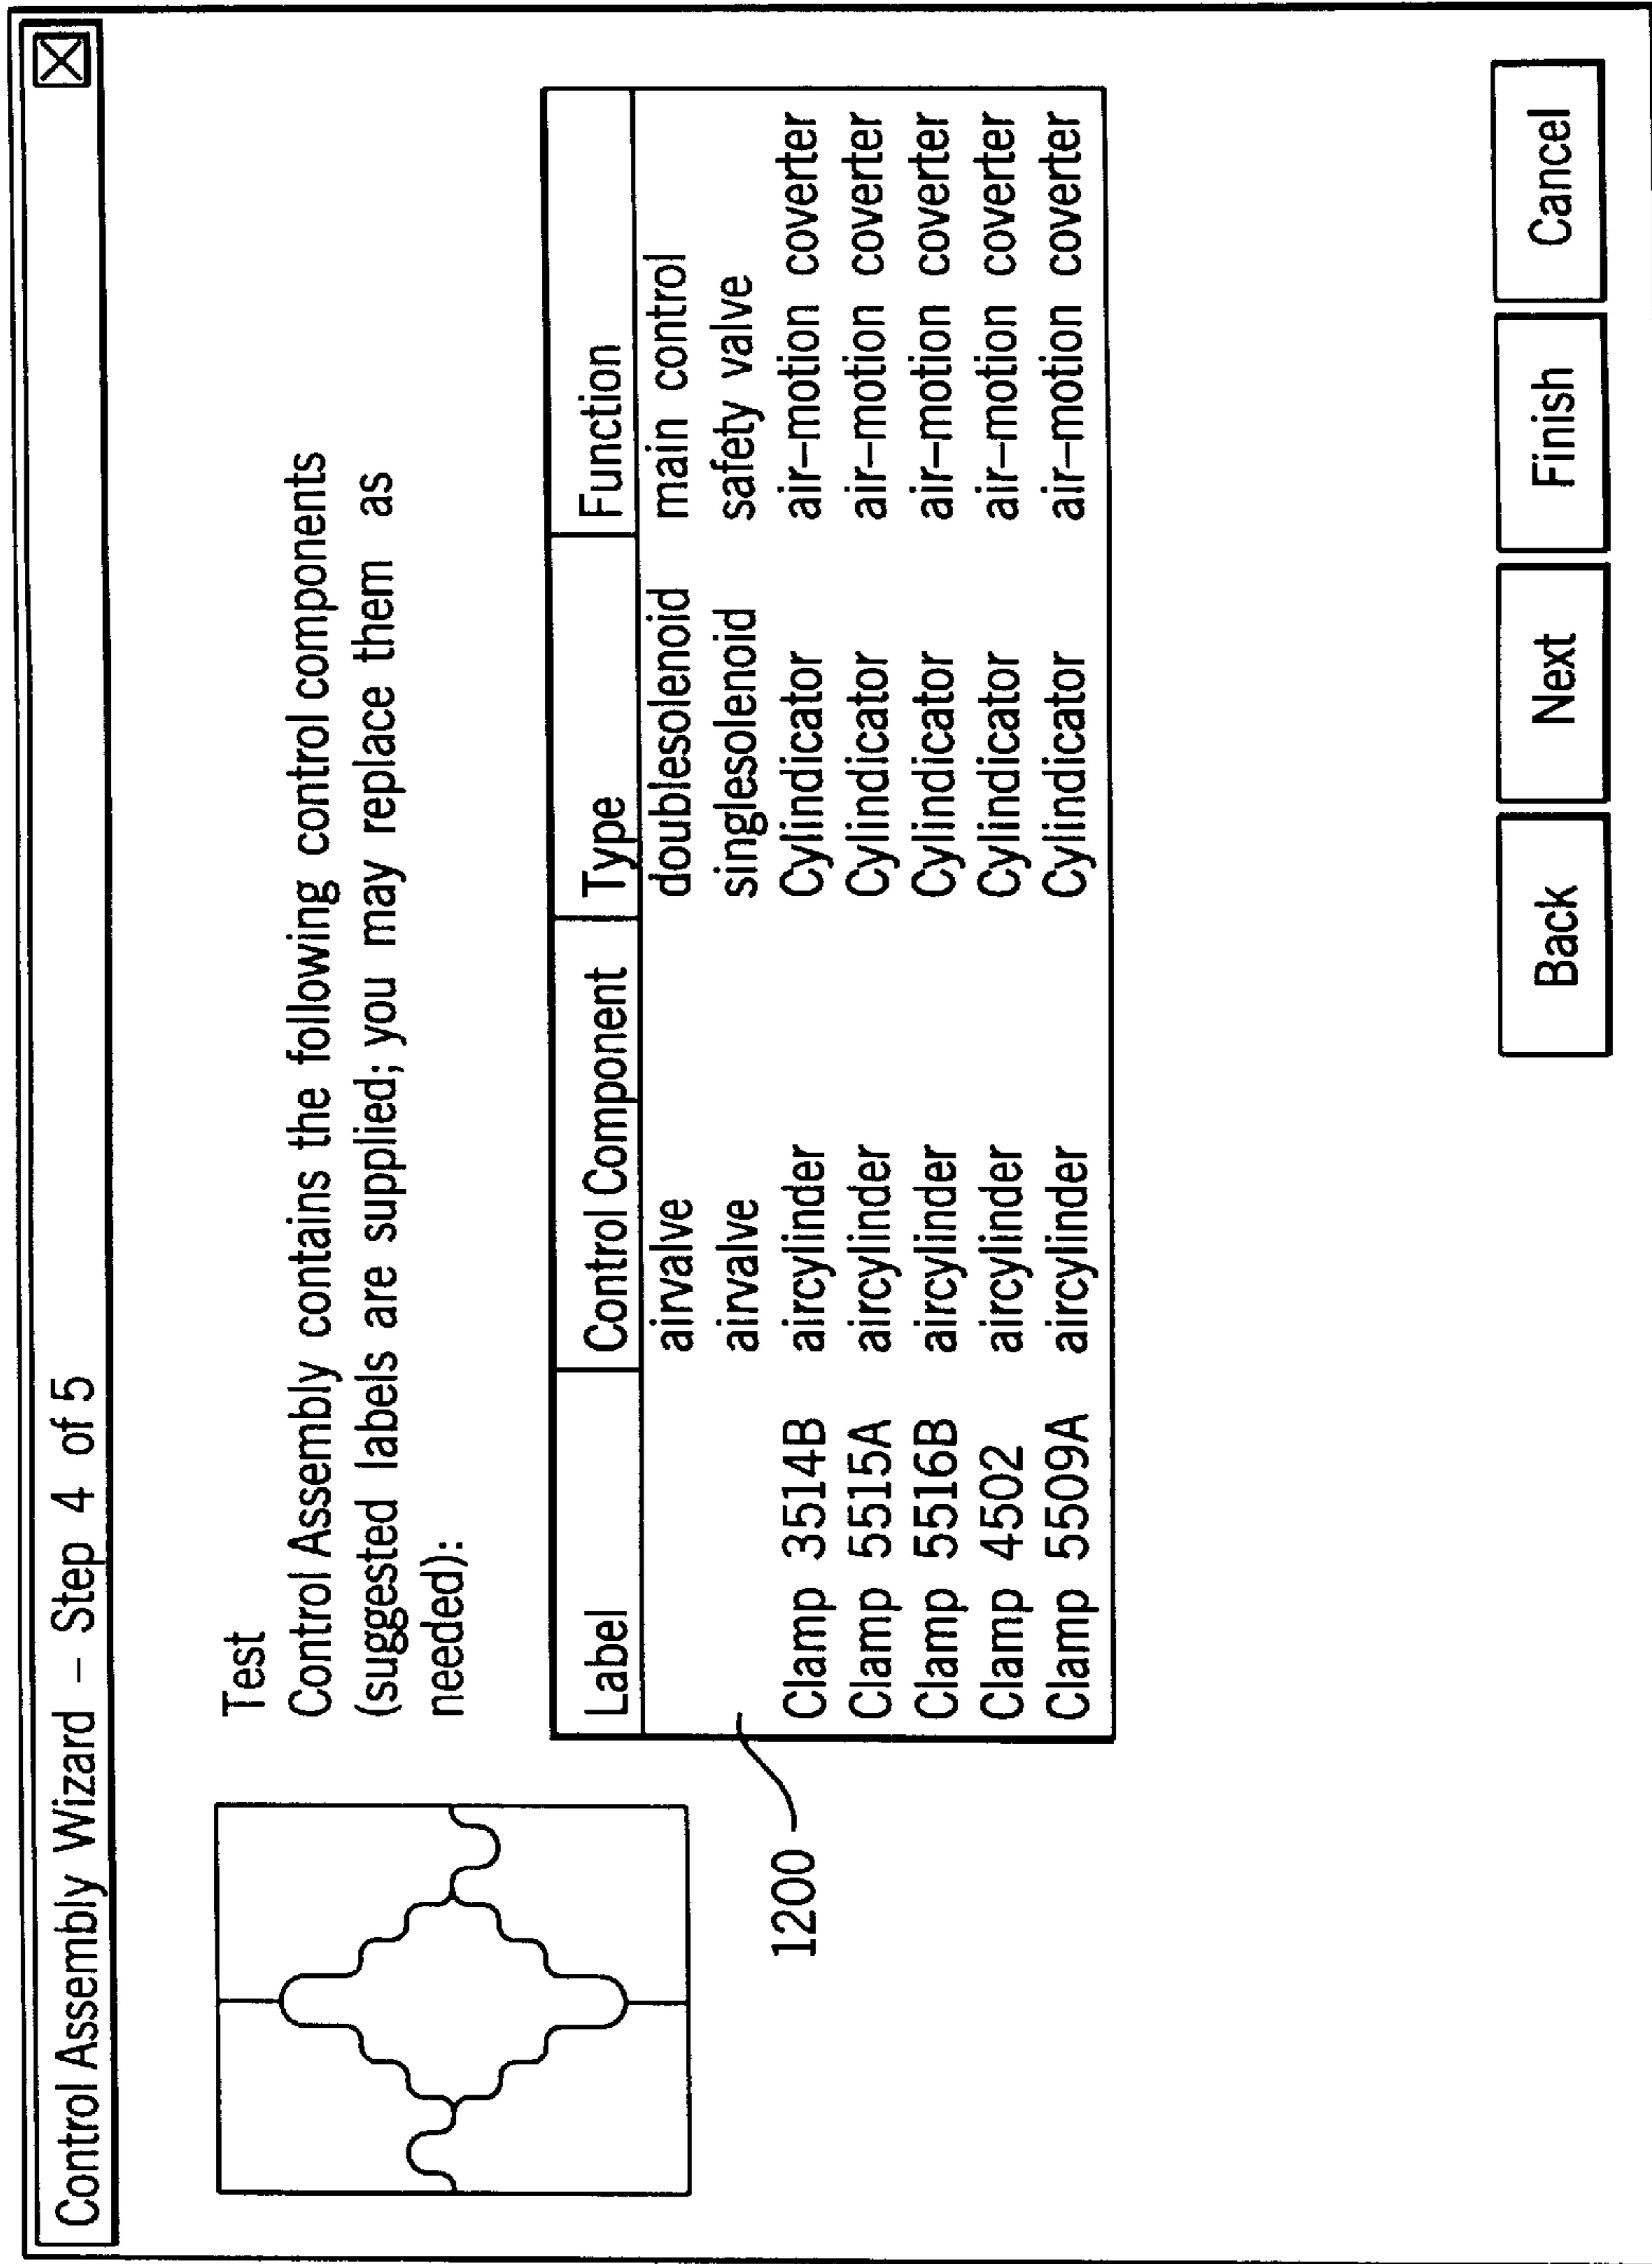 Control Assembly Wizard – Step 4 of 5
Test
Control Assembly contains the following control components
(suggested labels are supplied; you may replace them as
needed):
Label Control Component Type Function
airvalve doublesolenoid main control
airvalve singlesolenoid safety valve
Clamp 3514B aircylinder Cylindicator air–motion coverter
Clamp 5515A aircylinder Cylindicator air–motion coverter
Clamp 5516B aircylinder Cylindicator air–motion coverter
Clamp 4502 aircylinder Cylindicator air–motion coverter
Clamp 5509A aircylinder Cylindicator air–motion coverter
1200
Back Next Finish Cancel